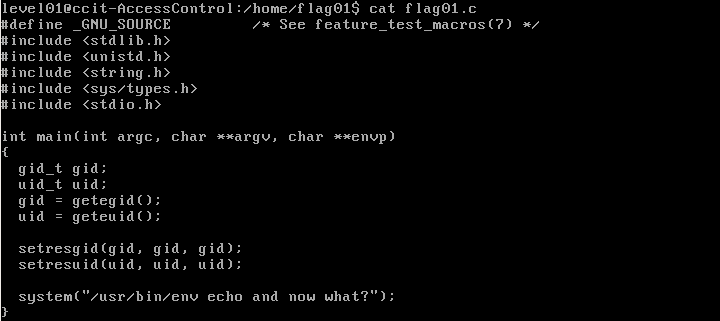 level01@ccit-AccessControl:/home/flag01$ cat flag01.c
#define _GNU_SOURCE          /* See feature_test_macros(7) */
#include <stdlib.h>
#include <unistd.h>
#include <string.h>
#include <sys/types.h>
#include <stdio.h>

int main(int argc, char **argv, char **envp)
{
  gid_t gid;
  uid_t uid;
  gid = getegid();
  uid = geteuid();

  setresgid(gid, gid, gid);
  setresuid(uid, uid, uid);

  system("/usr/bin/env echo and now what?");
}